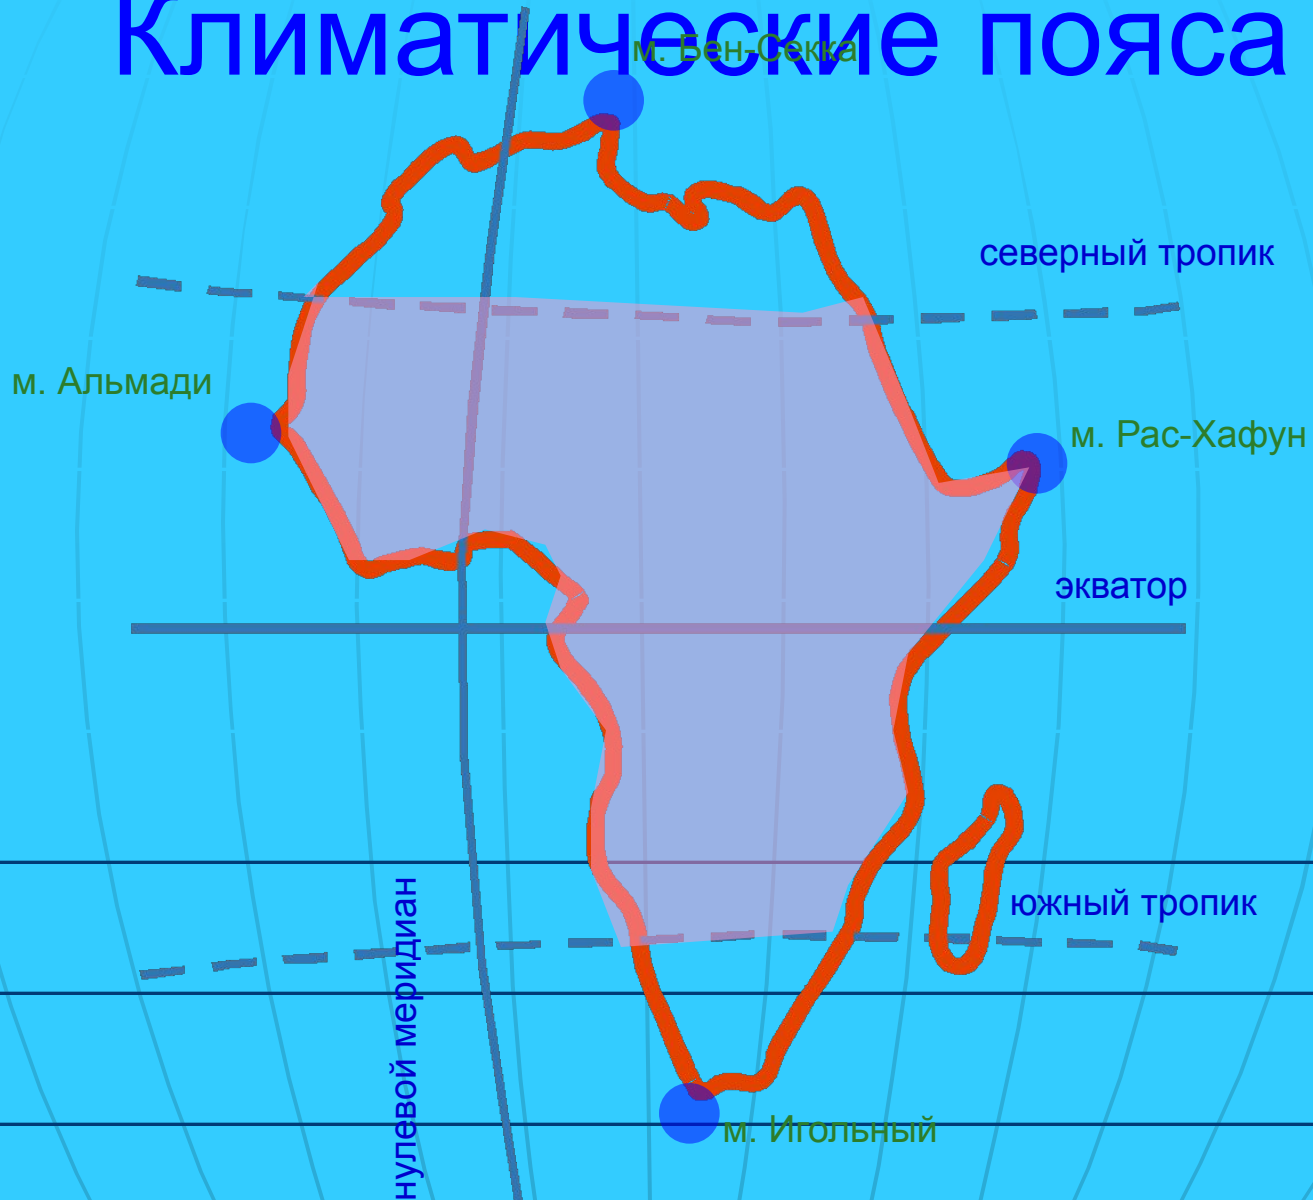 Климатические пояса
м. Бен-Секка
северный тропик
м. Альмади
м. Рас-Хафун
экватор
южный тропик
нулевой меридиан
м. Игольный